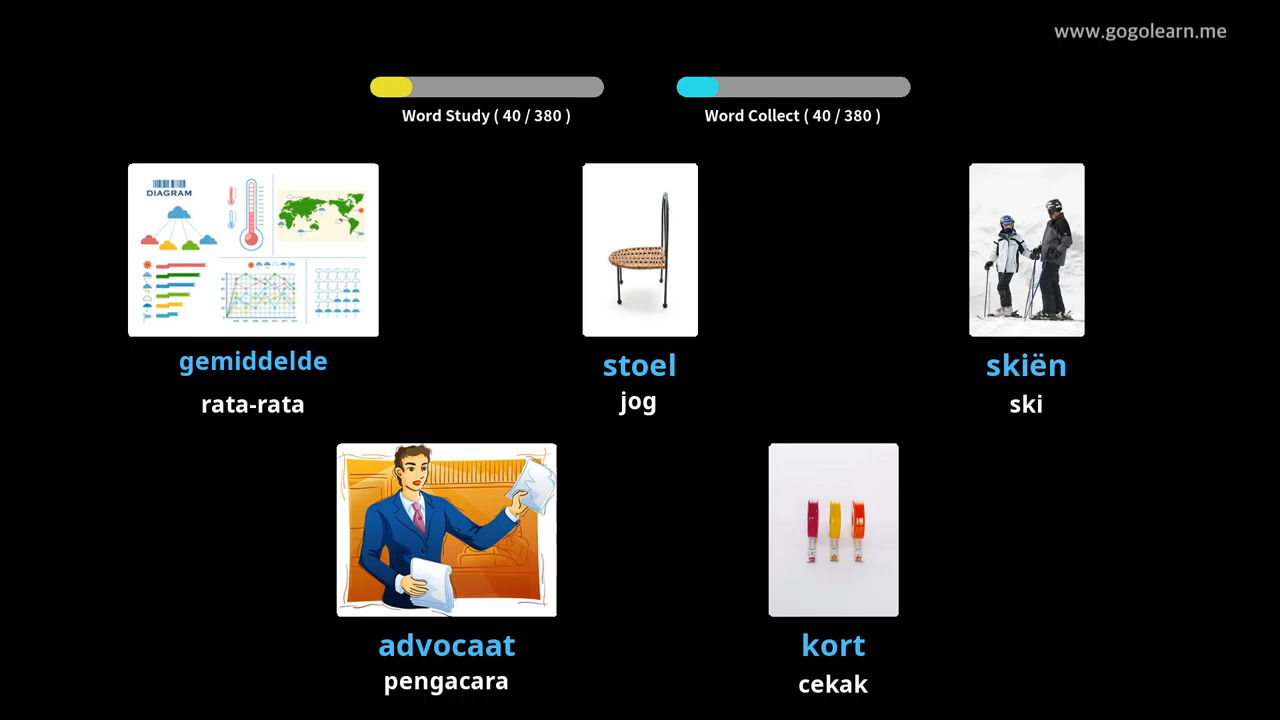 www.gogolearn.me
Word Study ( 40 / 380 )
Word Collect ( 40 / 380 )
DIAGRAM
gemiddelde
rata-rata
stoel
jog
skiën
ski
advocaat
pengacara
kort
cekak